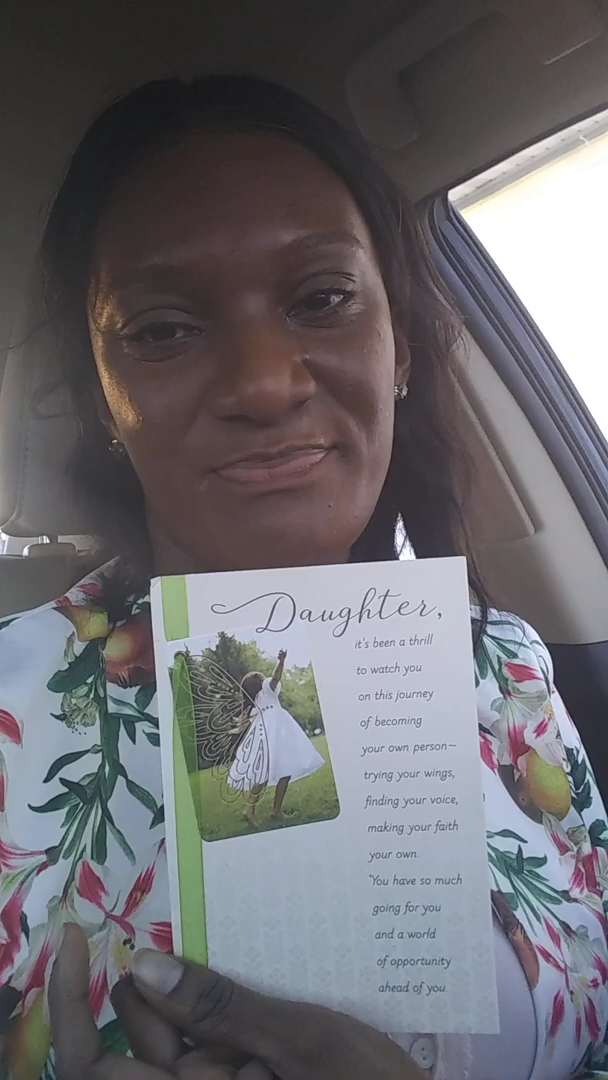 Daughter,
it's been a thrill
to watch you
on this journey
of becoming
your own person—
trying your wings,
finding your voice,
making your faith
your own.
You have so much
going for you
and a world
of opportunity
ahead of you.